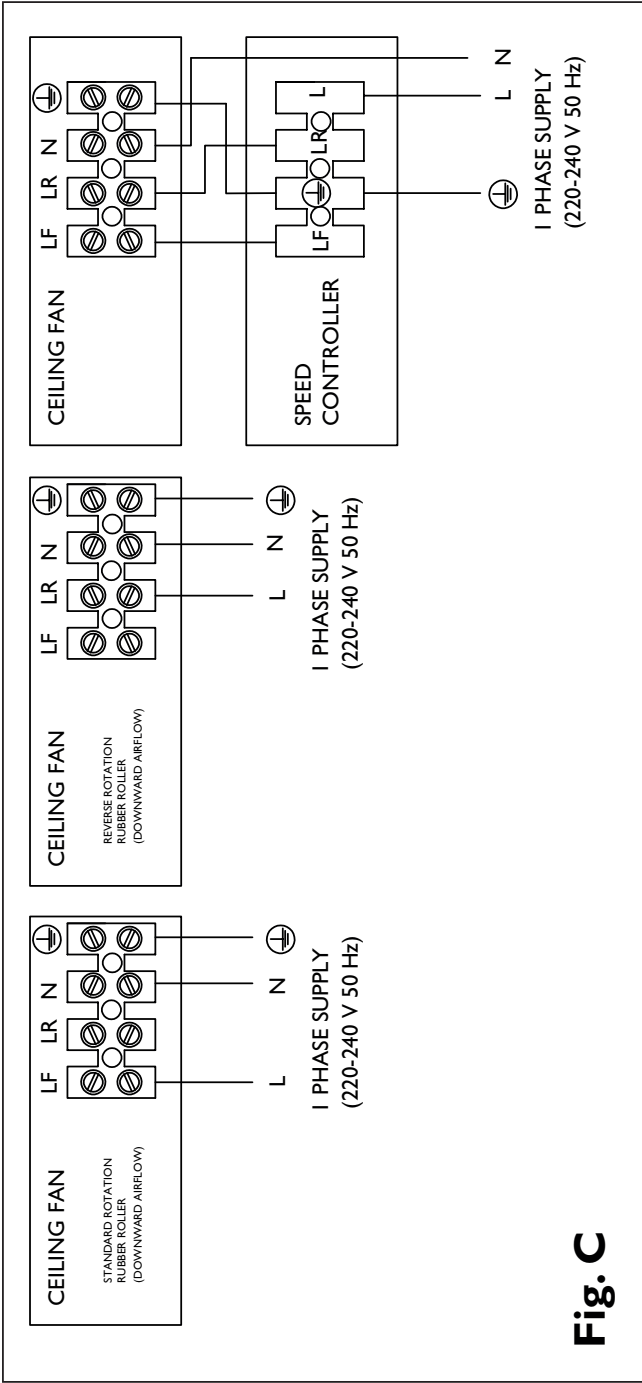 CEILING FAN
LF LR N ⏚
STANDARD ROTATION
RUBBER ROLLER
(DOWNWARD AIRFLOW)
L N ⏚
I PHASE SUPPLY
(220-240 V 50 Hz)
CEILING FAN
LF LR N ⏚
REVERSE ROTATION
RUBBER ROLLER
(DOWNWARD AIRFLOW)
L N ⏚
I PHASE SUPPLY
(220-240 V 50 Hz)
CEILING FAN
LF LR N ⏚
SPEED
CONTROLLER
LF ⏚ LR L
⏚ L N
I PHASE SUPPLY
(220-240 V 50 Hz)
Fig. C